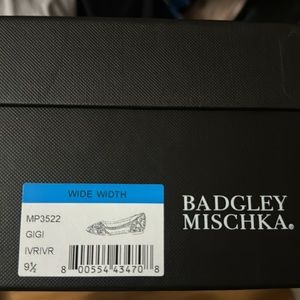 WIDE WIDTH
MP3522
GIGI
IVR/IVR
9½
8 00554 43470 8
BADGLEY
MISCHKA®